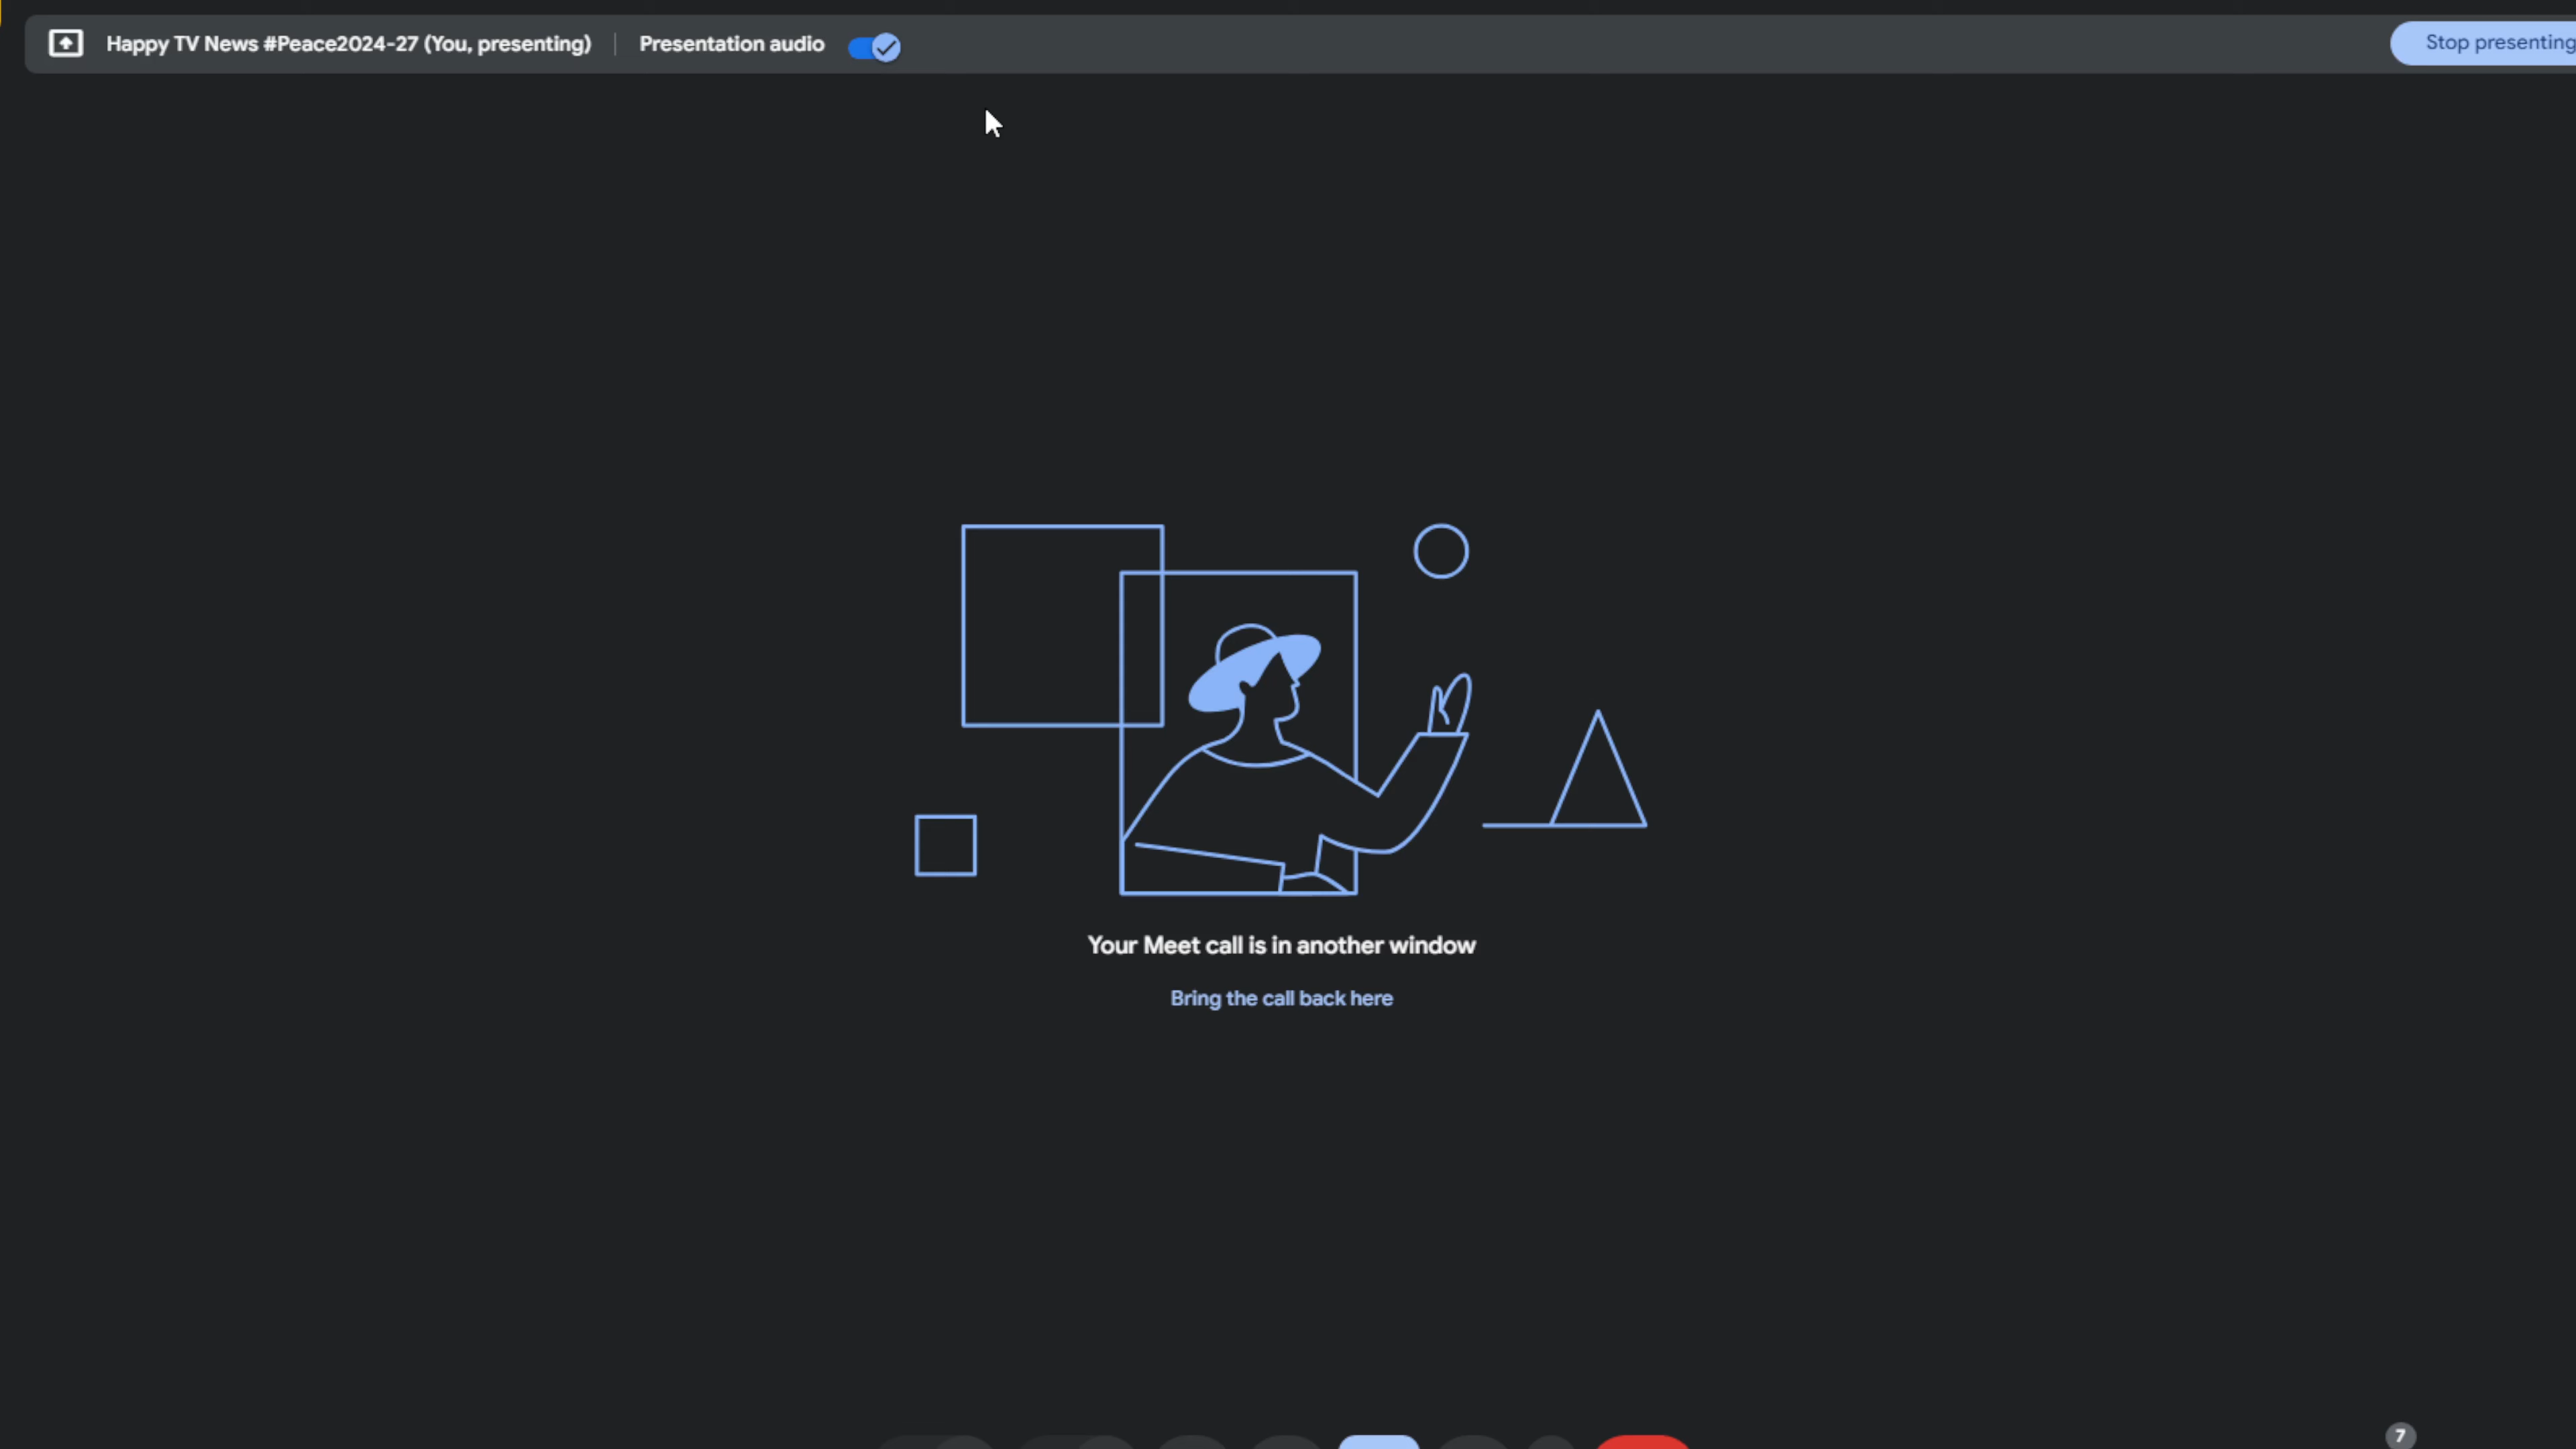 Happy TV News #Peace2024-27 (You, presenting)
Presentation audio
Stop presenting
Your Meet call is in another window
Bring the call back here
7